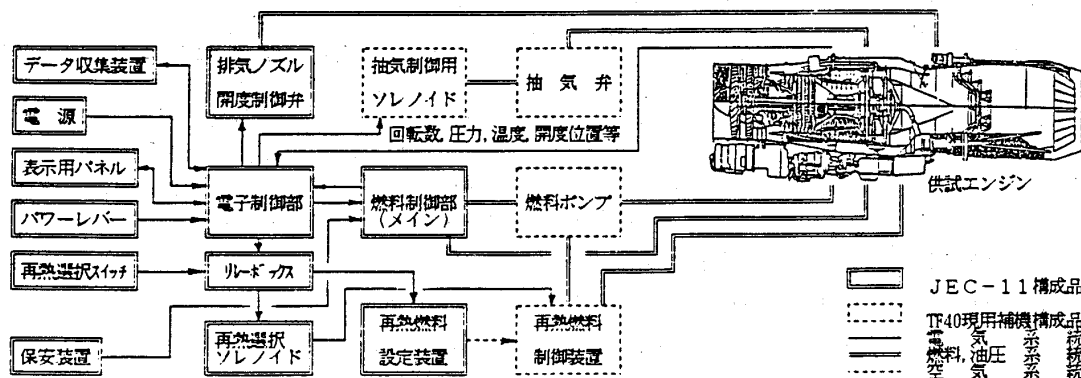 データ収集装置
電　源
表示用パネル
パワーレバー
再熱選択スイッチ
保安装置
排気ノズル
開度制御弁
抽気制御用
ソレノイド
抽　気　弁
回転数, 圧力, 温度, 開度位置等
電子制御部
燃料制御部
（メイン）
燃料ポンプ
リレーボックス
再熱選択
ソレノイド
再熱燃料
設定装置
再熱燃料
制御装置
供試エンジン
JEC-11構成品
TF40現用補機構成品
電　気　系　統
燃料, 油圧　系　統
空　気　系　統